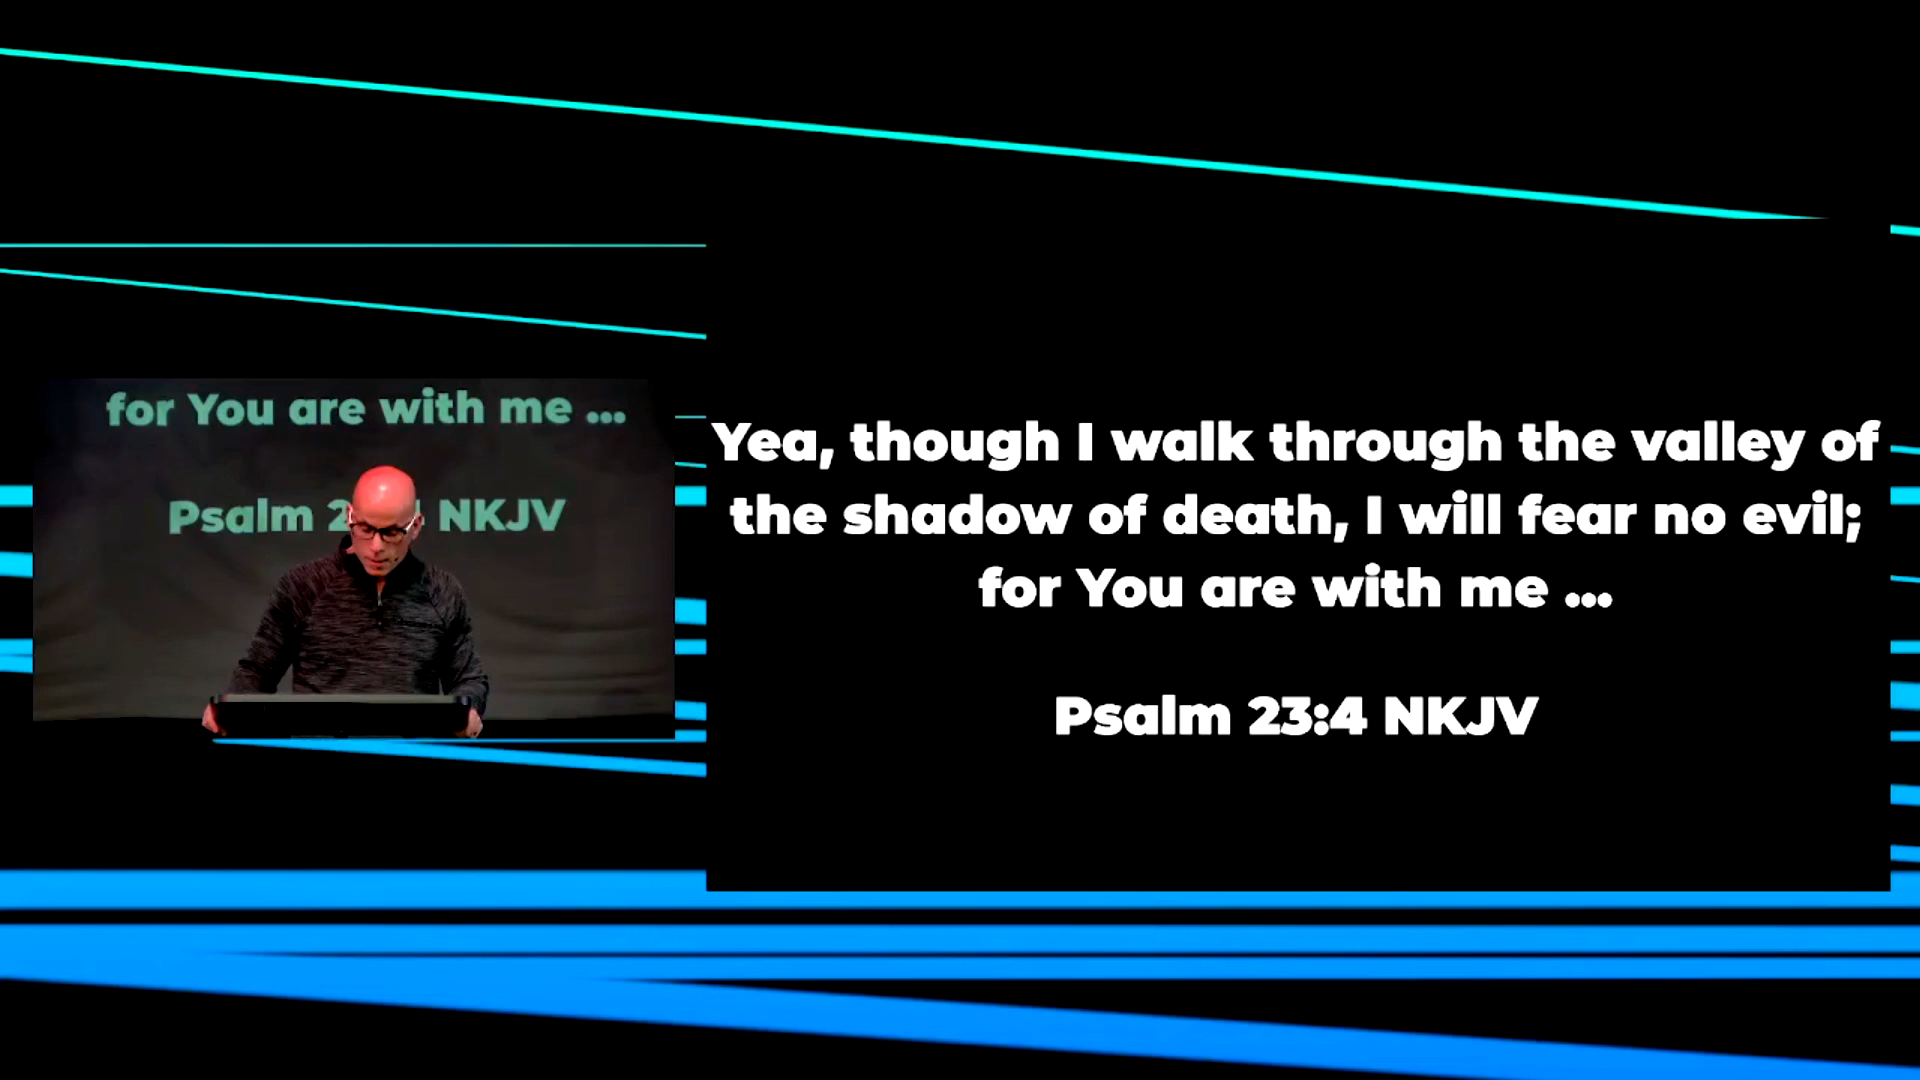 for You are with me ...
Psalm 2 NKJV
Yea, though I walk through the valley of
the shadow of death, I will fear no evil;
for You are with me ...
Psalm 23:4 NKJV